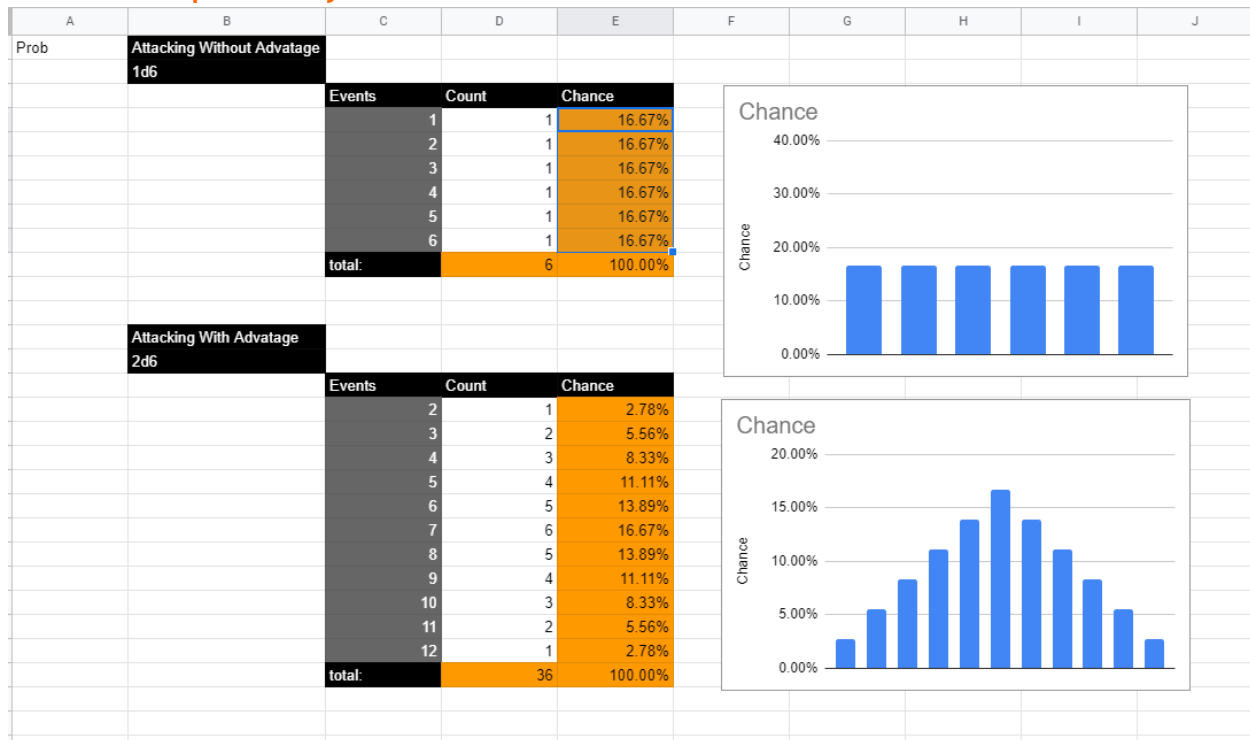 A B C D E F G H I J
Prob Attacking Without Advatage
1d6
Events Count Chance
1 1 16.67%
2 1 16.67%
3 1 16.67%
4 1 16.67%
5 1 16.67%
6 1 16.67%
total: 6 100.00%
Chance
40.00%
30.00%
20.00%
10.00%
0.00%
Chance
Attacking With Advatage
2d6
Events Count Chance
2 1 2.78%
3 2 5.56%
4 3 8.33%
5 4 11.11%
6 5 13.89%
7 6 16.67%
8 5 13.89%
9 4 11.11%
10 3 8.33%
11 2 5.56%
12 1 2.78%
total: 36 100.00%
Chance
20.00%
15.00%
10.00%
5.00%
0.00%
Chance